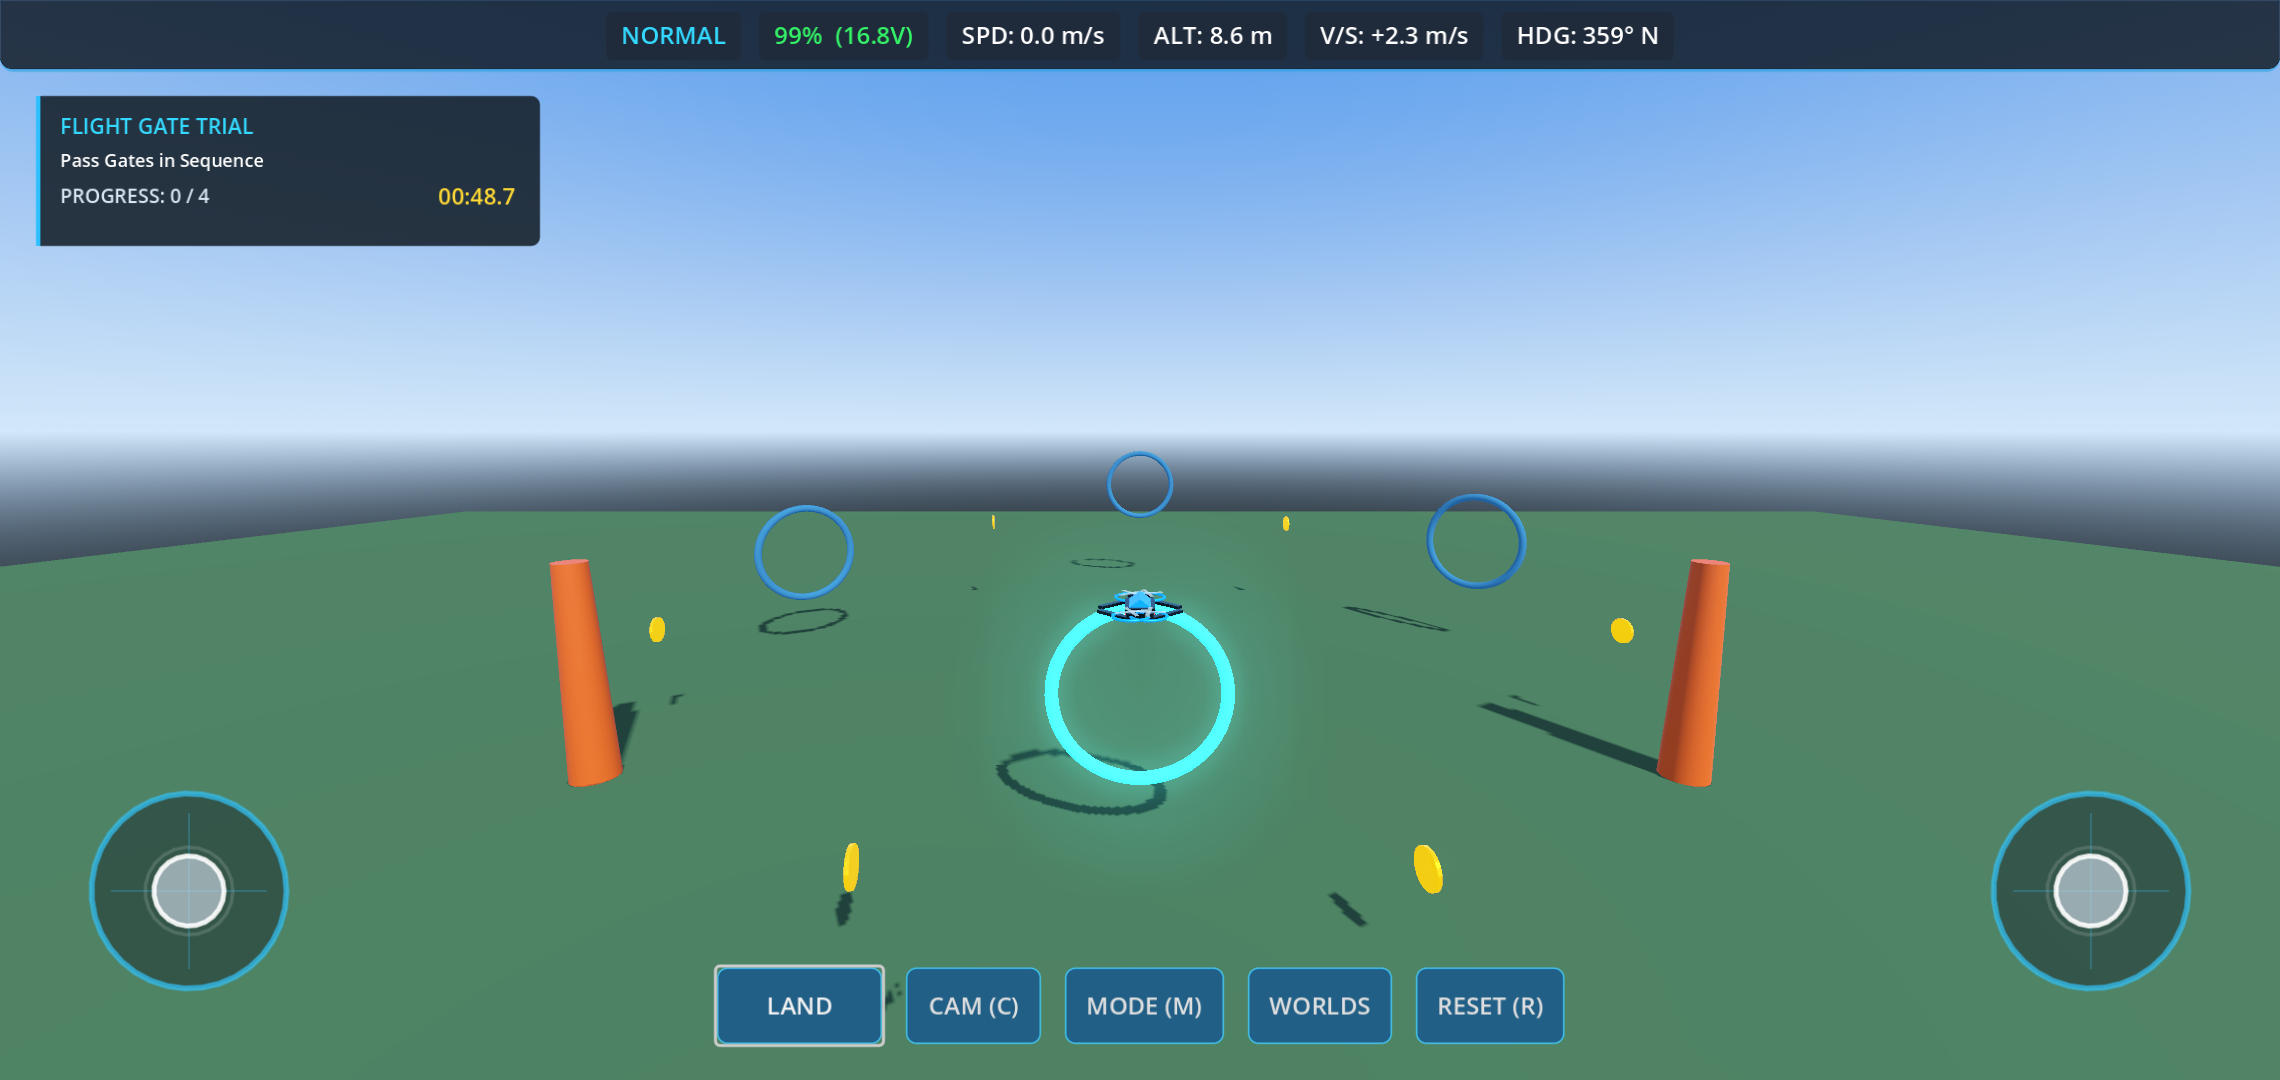 NORMAL 99% (16.8V) SPD: 0.0 m/s ALT: 8.6 m V/S: +2.3 m/s HDG: 359° N
FLIGHT GATE TRIAL
Pass Gates in Sequence
PROGRESS: 0 / 4 00:48.7
LAND CAM (C) MODE (M) WORLDS RESET (R)